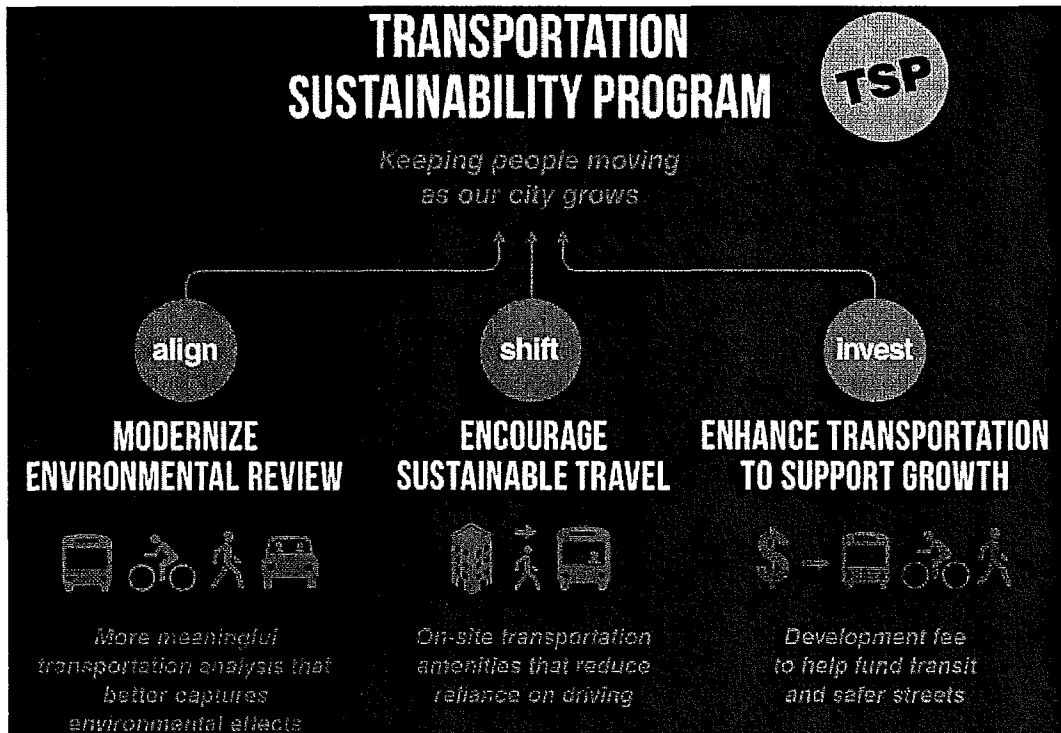 TRANSPORTATION
SUSTAINABILITY PROGRAM
TSP
Keeping people moving
as our city grows
align
MODERNIZE
ENVIRONMENTAL REVIEW
More meaningful
transportation analysis that
better captures
environmental effects
shift
ENCOURAGE
SUSTAINABLE TRAVEL
On-site transportation
amenities that reduce
reliance on driving
invest
ENHANCE TRANSPORTATION
TO SUPPORT GROWTH
$
Development fee
to help fund transit
and safer streets